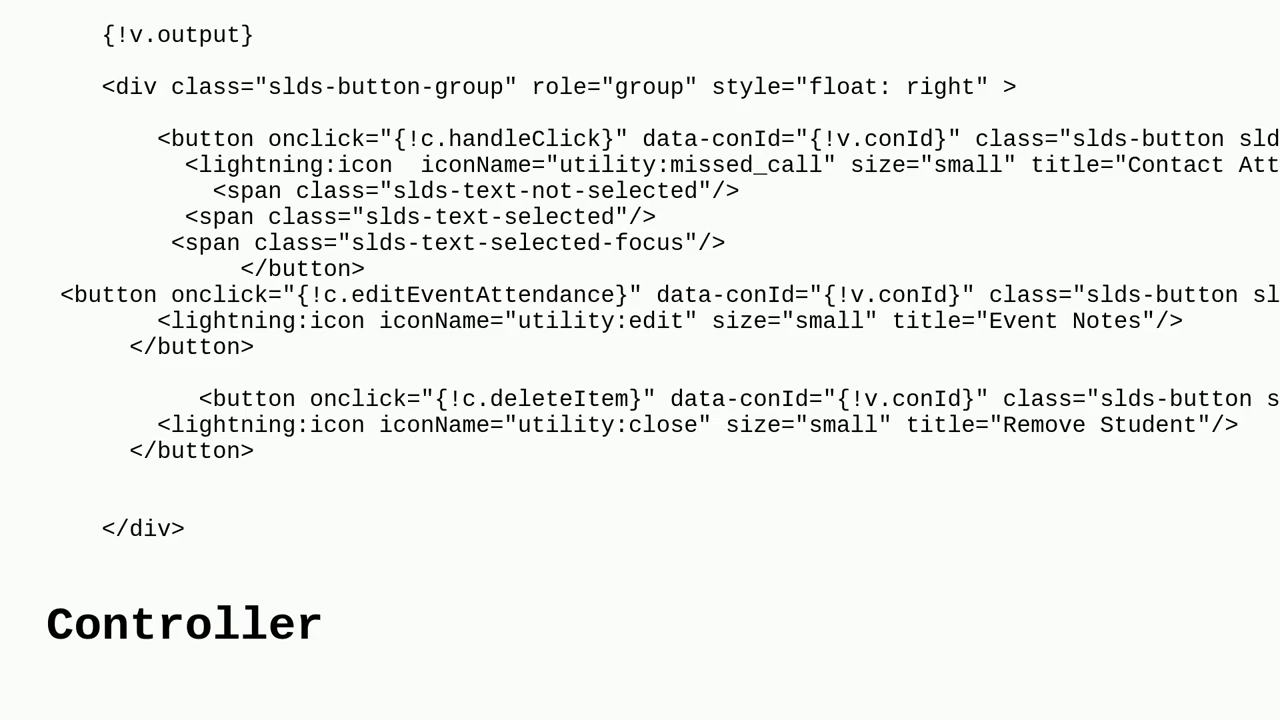 {!v.output}
<div class="slds-button-group" role="group" style="float: right" >
<button onclick="{!c.handleClick}" data-conId="{!v.conId}" class="slds-button sld
<lightning:icon  iconName="utility:missed_call" size="small" title="Contact Att
<span class="slds-text-not-selected"/>
<span class="slds-text-selected"/>
<span class="slds-text-selected-focus"/>
</button>
<button onclick="{!c.editEventAttendance}" data-conId="{!v.conId}" class="slds-button sl
<lightning:icon iconName="utility:edit" size="small" title="Event Notes"/>
</button>
<button onclick="{!c.deleteItem}" data-conId="{!v.conId}" class="slds-button s
<lightning:icon iconName="utility:close" size="small" title="Remove Student"/>
</button>
</div>
Controller